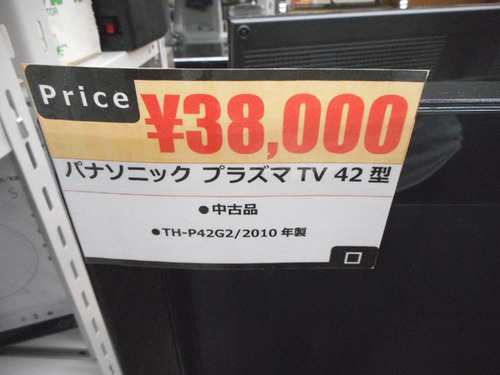 Price
¥38,000
パナソニック プラズマ TV 42 型
●中古品
●TH-P42G2/2010 年製